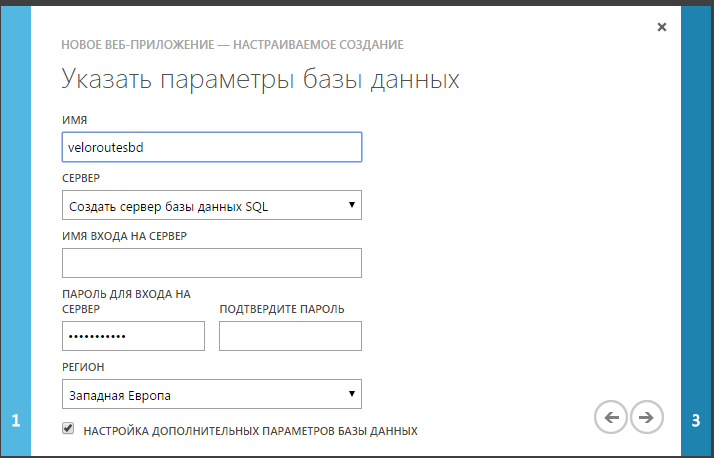 НОВОЕ ВЕБ-ПРИЛОЖЕНИЕ — НАСТРАИВАЕМОЕ СОЗДАНИЕ
Указать параметры базы данных
ИМЯ
veloroutesbd
СЕРВЕР
Создать сервер базы данных SQL
ИМЯ ВХОДА НА СЕРВЕР
ПАРОЛЬ ДЛЯ ВХОДА НА
СЕРВЕР
ПОДТВЕРДИТЕ ПАРОЛЬ
•••••••••••
РЕГИОН
Западная Европа
НАСТРОЙКА ДОПОЛНИТЕЛЬНЫХ ПАРАМЕТРОВ БАЗЫ ДАННЫХ
1
3